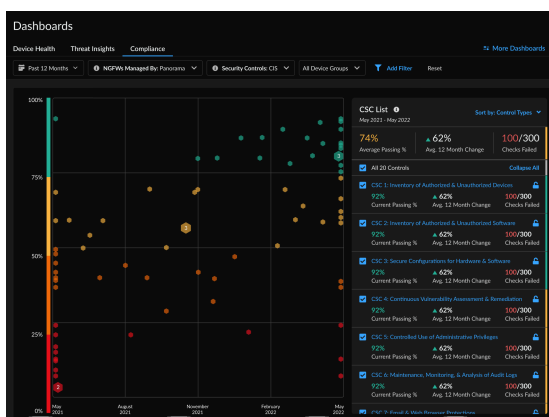 Dashboards
Device Health Threat Insights Compliance
More Dashboards
Past 12 Months NGFWs Managed By: Panorama Security Controls: CIS All Device Groups Add Filter Reset
100%
75%
50%
25%
0%
3
3
2
May 2021
August 2021
November 2021
February 2022
May 2022
CSC List
Sort by: Control Types
May 2021 - May 2022
74% ▲ 62% 100/300
Average Passing % Avg. 12 Month Change Checks Failed
All 20 Controls Collapse All
CSC 1: Inventory of Authorized & Unauthorized Devices
92% ▲ 62% 100/300
Current Passing % Avg. 12 Month Change Checks Failed
CSC 2: Inventory of Authorized & Unauthorized Software
92% ▲ 62% 100/300
Current Passing % Avg. 12 Month Change Checks Failed
CSC 3: Secure Configurations for Hardware & Software
92% ▲ 62% 100/300
Current Passing % Avg. 12 Month Change Checks Failed
CSC 4: Continuous Vulnerability Assessment & Remediation
92% ▲ 62% 100/300
Current Passing % Avg. 12 Month Change Checks Failed
CSC 5: Controlled Use of Administrative Privileges
92% ▲ 62% 100/300
Current Passing % Avg. 12 Month Change Checks Failed
CSC 6: Maintenance, Monitoring, & Analysis of Audit Logs
92% ▲ 62% 100/300
Current Passing % Avg. 12 Month Change Checks Failed
CSC 7: Email & Web Browser Protections